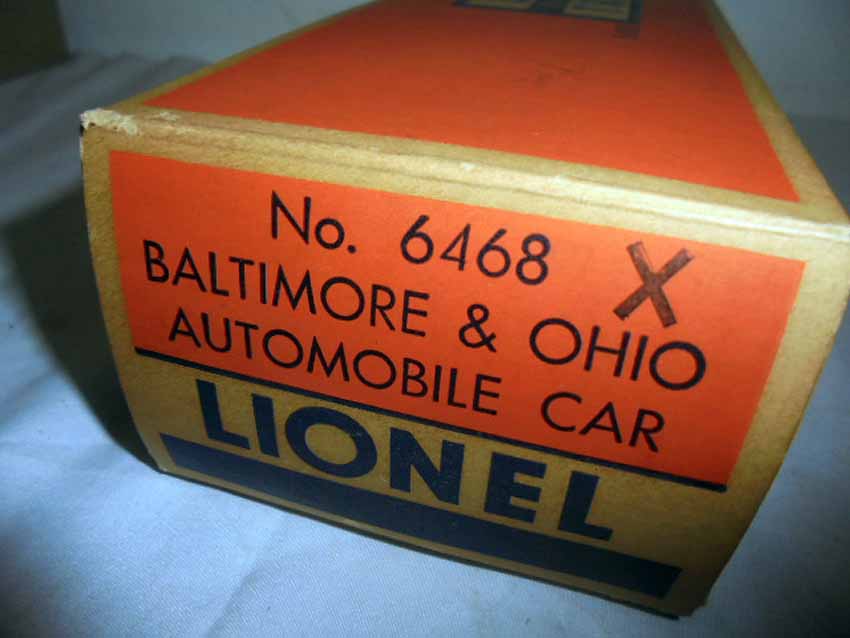 No. 6468 X
BALTIMORE & OHIO
AUTOMOBILE CAR
LIONEL